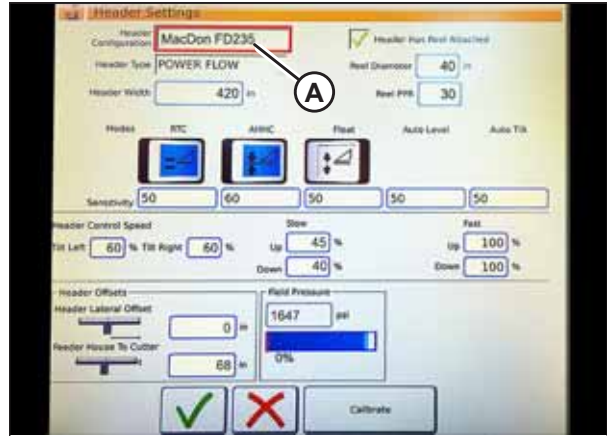 Header Settings
Header Configuration MacDon FD235 Header Has Reel Attached
A
Header Type POWER FLOW Reel Diameter 40 in
Header Width 420 in Reel PPR 30
Modes RTC AHHC Float Auto Level Auto Tilt
Sensitivity 50 60 50 50 50
Header Control Speed Slow Fast
Tilt Left 60 % Tilt Right 60 % Up 45 % Up 100 %
Down 40 % Down 100 %
Header Offsets Field Pressure
Header Lateral Offset 1647 psi
0 in
Feeder House To Cutter 0%
68 in
Calibrate